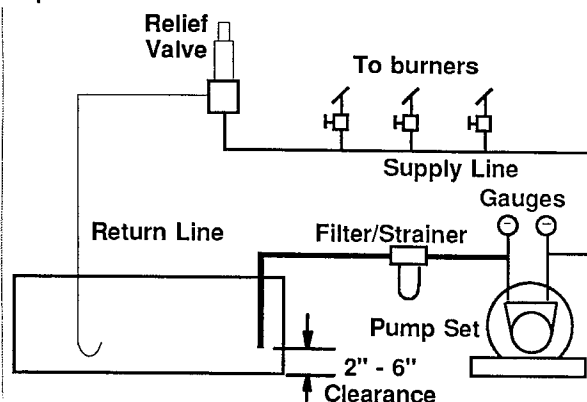 Relief
Valve
To burners
Supply Line
Gauges
Return Line
Filter/Strainer
Pump Set
2" - 6"
Clearance